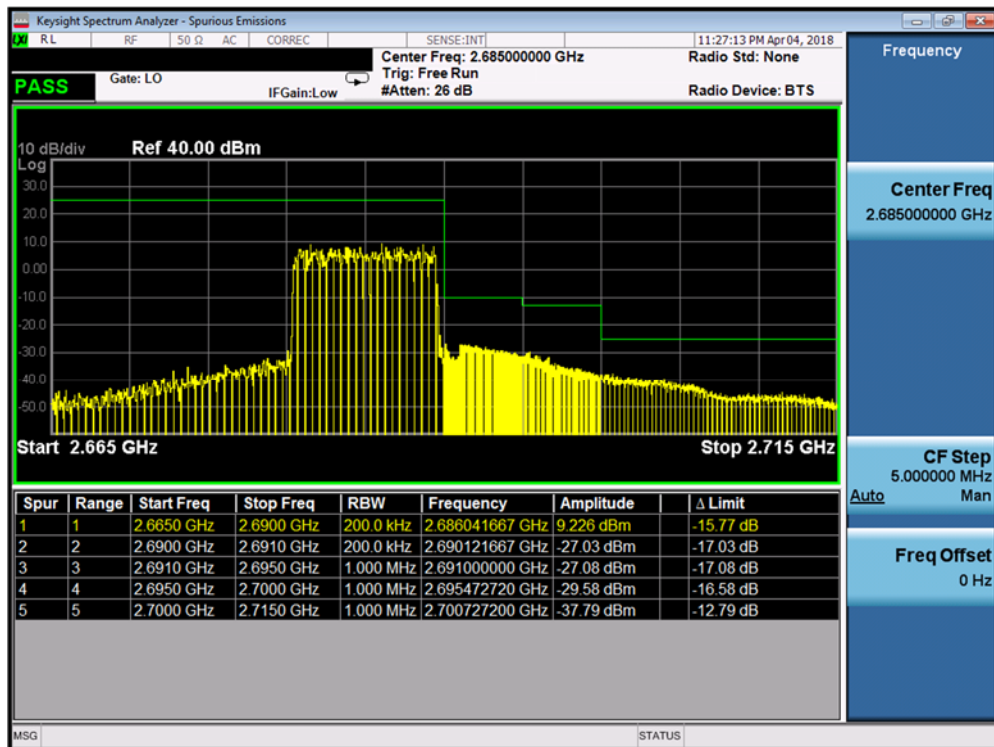 Keysight Spectrum Analyzer - Spurious Emissions
LXI RL RF 50 Ω AC CORREC SENSE:INT 11:27:13 PM Apr 04, 2018
Center Freq: 2.685000000 GHz Radio Std: None
Gate: LO Trig: Free Run
PASS IFGain:Low #Atten: 26 dB Radio Device: BTS
10 dB/div Ref 40.00 dBm
Log
30.0
20.0
10.0
0.00
-10.0
-20.0
-30.0
-40.0
-50.0
Start 2.665 GHz Stop 2.715 GHz
Spur Range Start Freq Stop Freq RBW Frequency Amplitude Δ Limit
1 1 2.6650 GHz 2.6900 GHz 200.0 kHz 2.686041667 GHz 9.226 dBm -15.77 dB
2 2 2.6900 GHz 2.6910 GHz 200.0 kHz 2.690121667 GHz -27.03 dBm -17.03 dB
3 3 2.6910 GHz 2.6950 GHz 1.000 MHz 2.691000000 GHz -27.08 dBm -17.08 dB
4 4 2.6950 GHz 2.7000 GHz 1.000 MHz 2.695472720 GHz -29.58 dBm -16.58 dB
5 5 2.7000 GHz 2.7150 GHz 1.000 MHz 2.700727200 GHz -37.79 dBm -12.79 dB
MSG STATUS
Frequency
Center Freq
2.685000000 GHz
CF Step
5.000000 MHz
Auto Man
Freq Offset
0 Hz